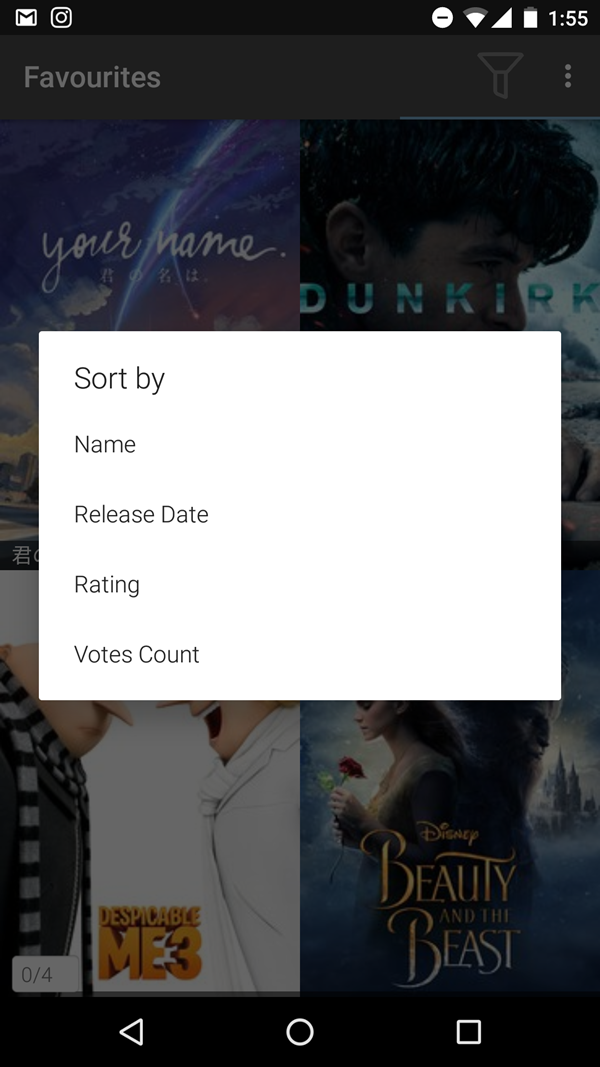 1:55
Favourites
your name.
君の名は。
DUNKIRK
Sort by
Name
Release Date
Rating
Votes Count
君の
DESPICABLE
ME3
Disney
BEAUTY
AND THE
BEAST
0/4